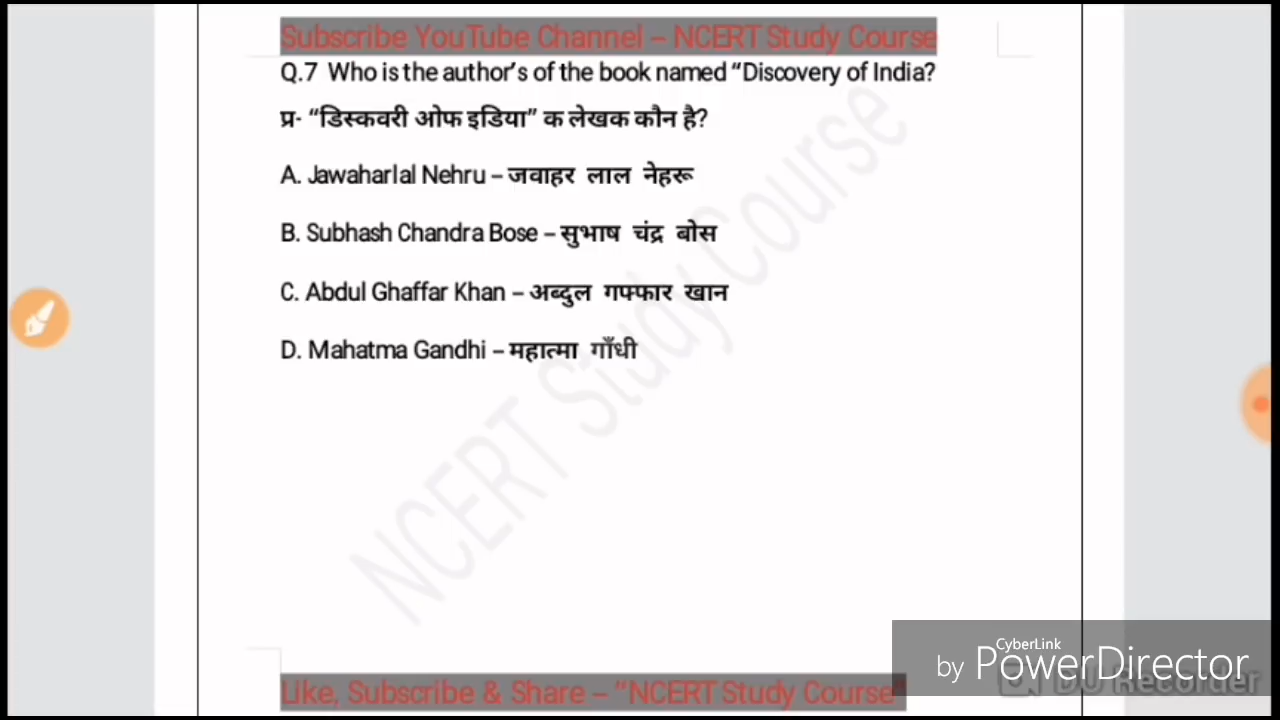 Subscribe YouTube Channel – NCERT Study Course
Q.7 Who is the author's of the book named “Discovery of India?
प्र- “डिस्कवरी ओफ इडिया” क लेखक कौन है?
A. Jawaharlal Nehru – जवाहर लाल नेहरू
B. Subhash Chandra Bose – सुभाष चंद्र बोस
C. Abdul Ghaffar Khan – अब्दुल गफ्फार खान
D. Mahatma Gandhi – महात्मा गाँधी
NCERT Study Course
CyberLink
by PowerDirector
DU Recorder
Like, Subscribe & Share – “NCERT Study Course”